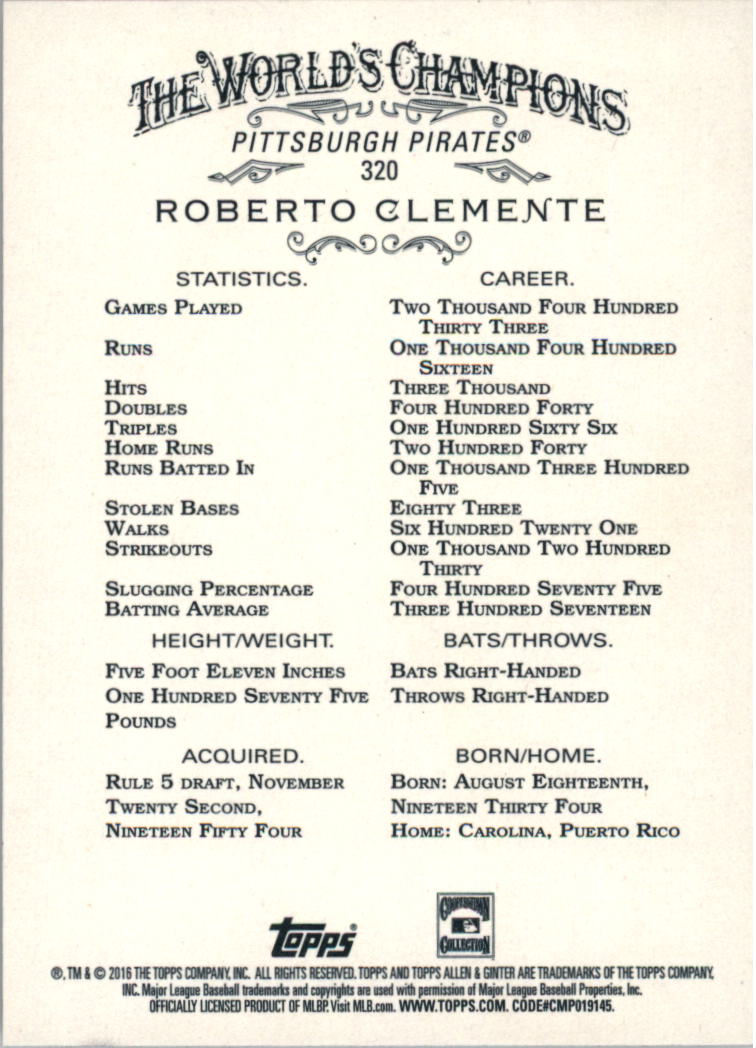 THE WORLD'S CHAMPIONS
PITTSBURGH PIRATES®
320
ROBERTO CLEMENTE
STATISTICS. CAREER.
GAMES PLAYED TWO THOUSAND FOUR HUNDRED
THIRTY THREE
RUNS ONE THOUSAND FOUR HUNDRED
SIXTEEN
HITS THREE THOUSAND
DOUBLES FOUR HUNDRED FORTY
TRIPLES ONE HUNDRED SIXTY SIX
HOME RUNS TWO HUNDRED FORTY
RUNS BATTED IN ONE THOUSAND THREE HUNDRED
FIVE
STOLEN BASES EIGHTY THREE
WALKS SIX HUNDRED TWENTY ONE
STRIKEOUTS ONE THOUSAND TWO HUNDRED
THIRTY
SLUGGING PERCENTAGE FOUR HUNDRED SEVENTY FIVE
BATTING AVERAGE THREE HUNDRED SEVENTEEN
HEIGHT/WEIGHT. BATS/THROWS.
FIVE FOOT ELEVEN INCHES BATS RIGHT-HANDED
ONE HUNDRED SEVENTY FIVE THROWS RIGHT-HANDED
POUNDS
ACQUIRED. BORN/HOME.
RULE 5 DRAFT, NOVEMBER BORN: AUGUST EIGHTEENTH,
TWENTY SECOND, NINETEEN THIRTY FOUR
NINETEEN FIFTY FOUR HOME: CAROLINA, PUERTO RICO
topps®
COOPERSTOWN
COLLECTION
®, TM & © 2016 THE TOPPS COMPANY, INC. ALL RIGHTS RESERVED. TOPPS AND TOPPS ALLEN & GINTER ARE TRADEMARKS OF THE TOPPS COMPANY,
INC. Major League Baseball trademarks and copyrights are used with permission of Major League Baseball Properties, Inc.
OFFICIALLY LICENSED PRODUCT OF MLBP. Visit MLB.com. WWW.TOPPS.COM. CODE#CMP019145.